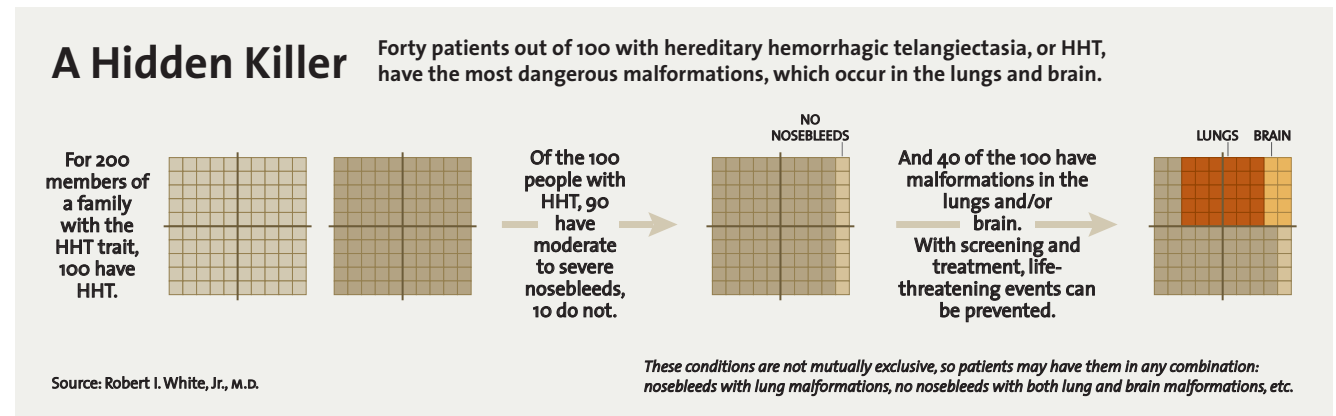 A Hidden Killer
Forty patients out of 100 with hereditary hemorrhagic telangiectasia, or HHT,
have the most dangerous malformations, which occur in the lungs and brain.
For 200
members of
a family
with the
HHT trait,
100 have
HHT.
Of the 100
people with
HHT, 90
have
moderate
to severe
nosebleeds,
10 do not.
NO
NOSEBLEEDS
And 40 of the 100 have
malformations in the
lungs and/or
brain.
With screening and
treatment, life-
threatening events can
be prevented.
LUNGS BRAIN
These conditions are not mutually exclusive, so patients may have them in any combination:
nosebleeds with lung malformations, no nosebleeds with both lung and brain malformations, etc.
Source: Robert I. White, Jr., M.D.